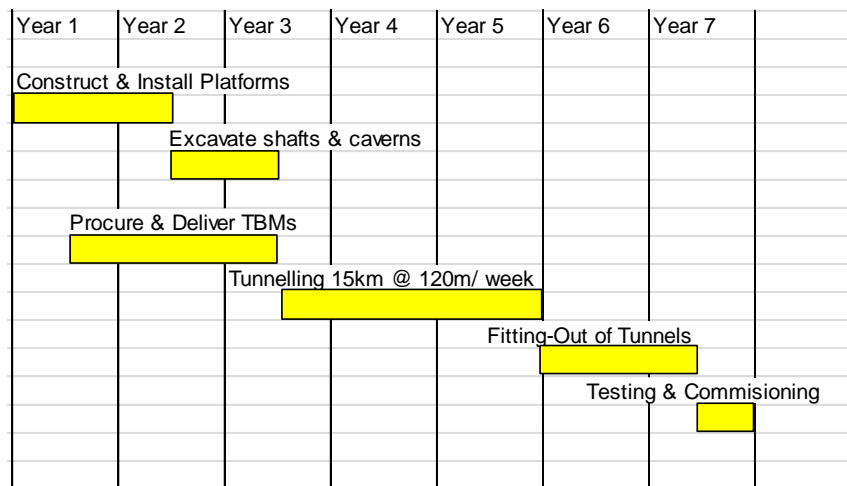 Year 1 Year 2 Year 3 Year 4 Year 5 Year 6 Year 7
Construct & Install Platforms
Excavate shafts & caverns
Procure & Deliver TBMs
Tunnelling 15km @ 120m/ week
Fitting-Out of Tunnels
Testing & Commisioning